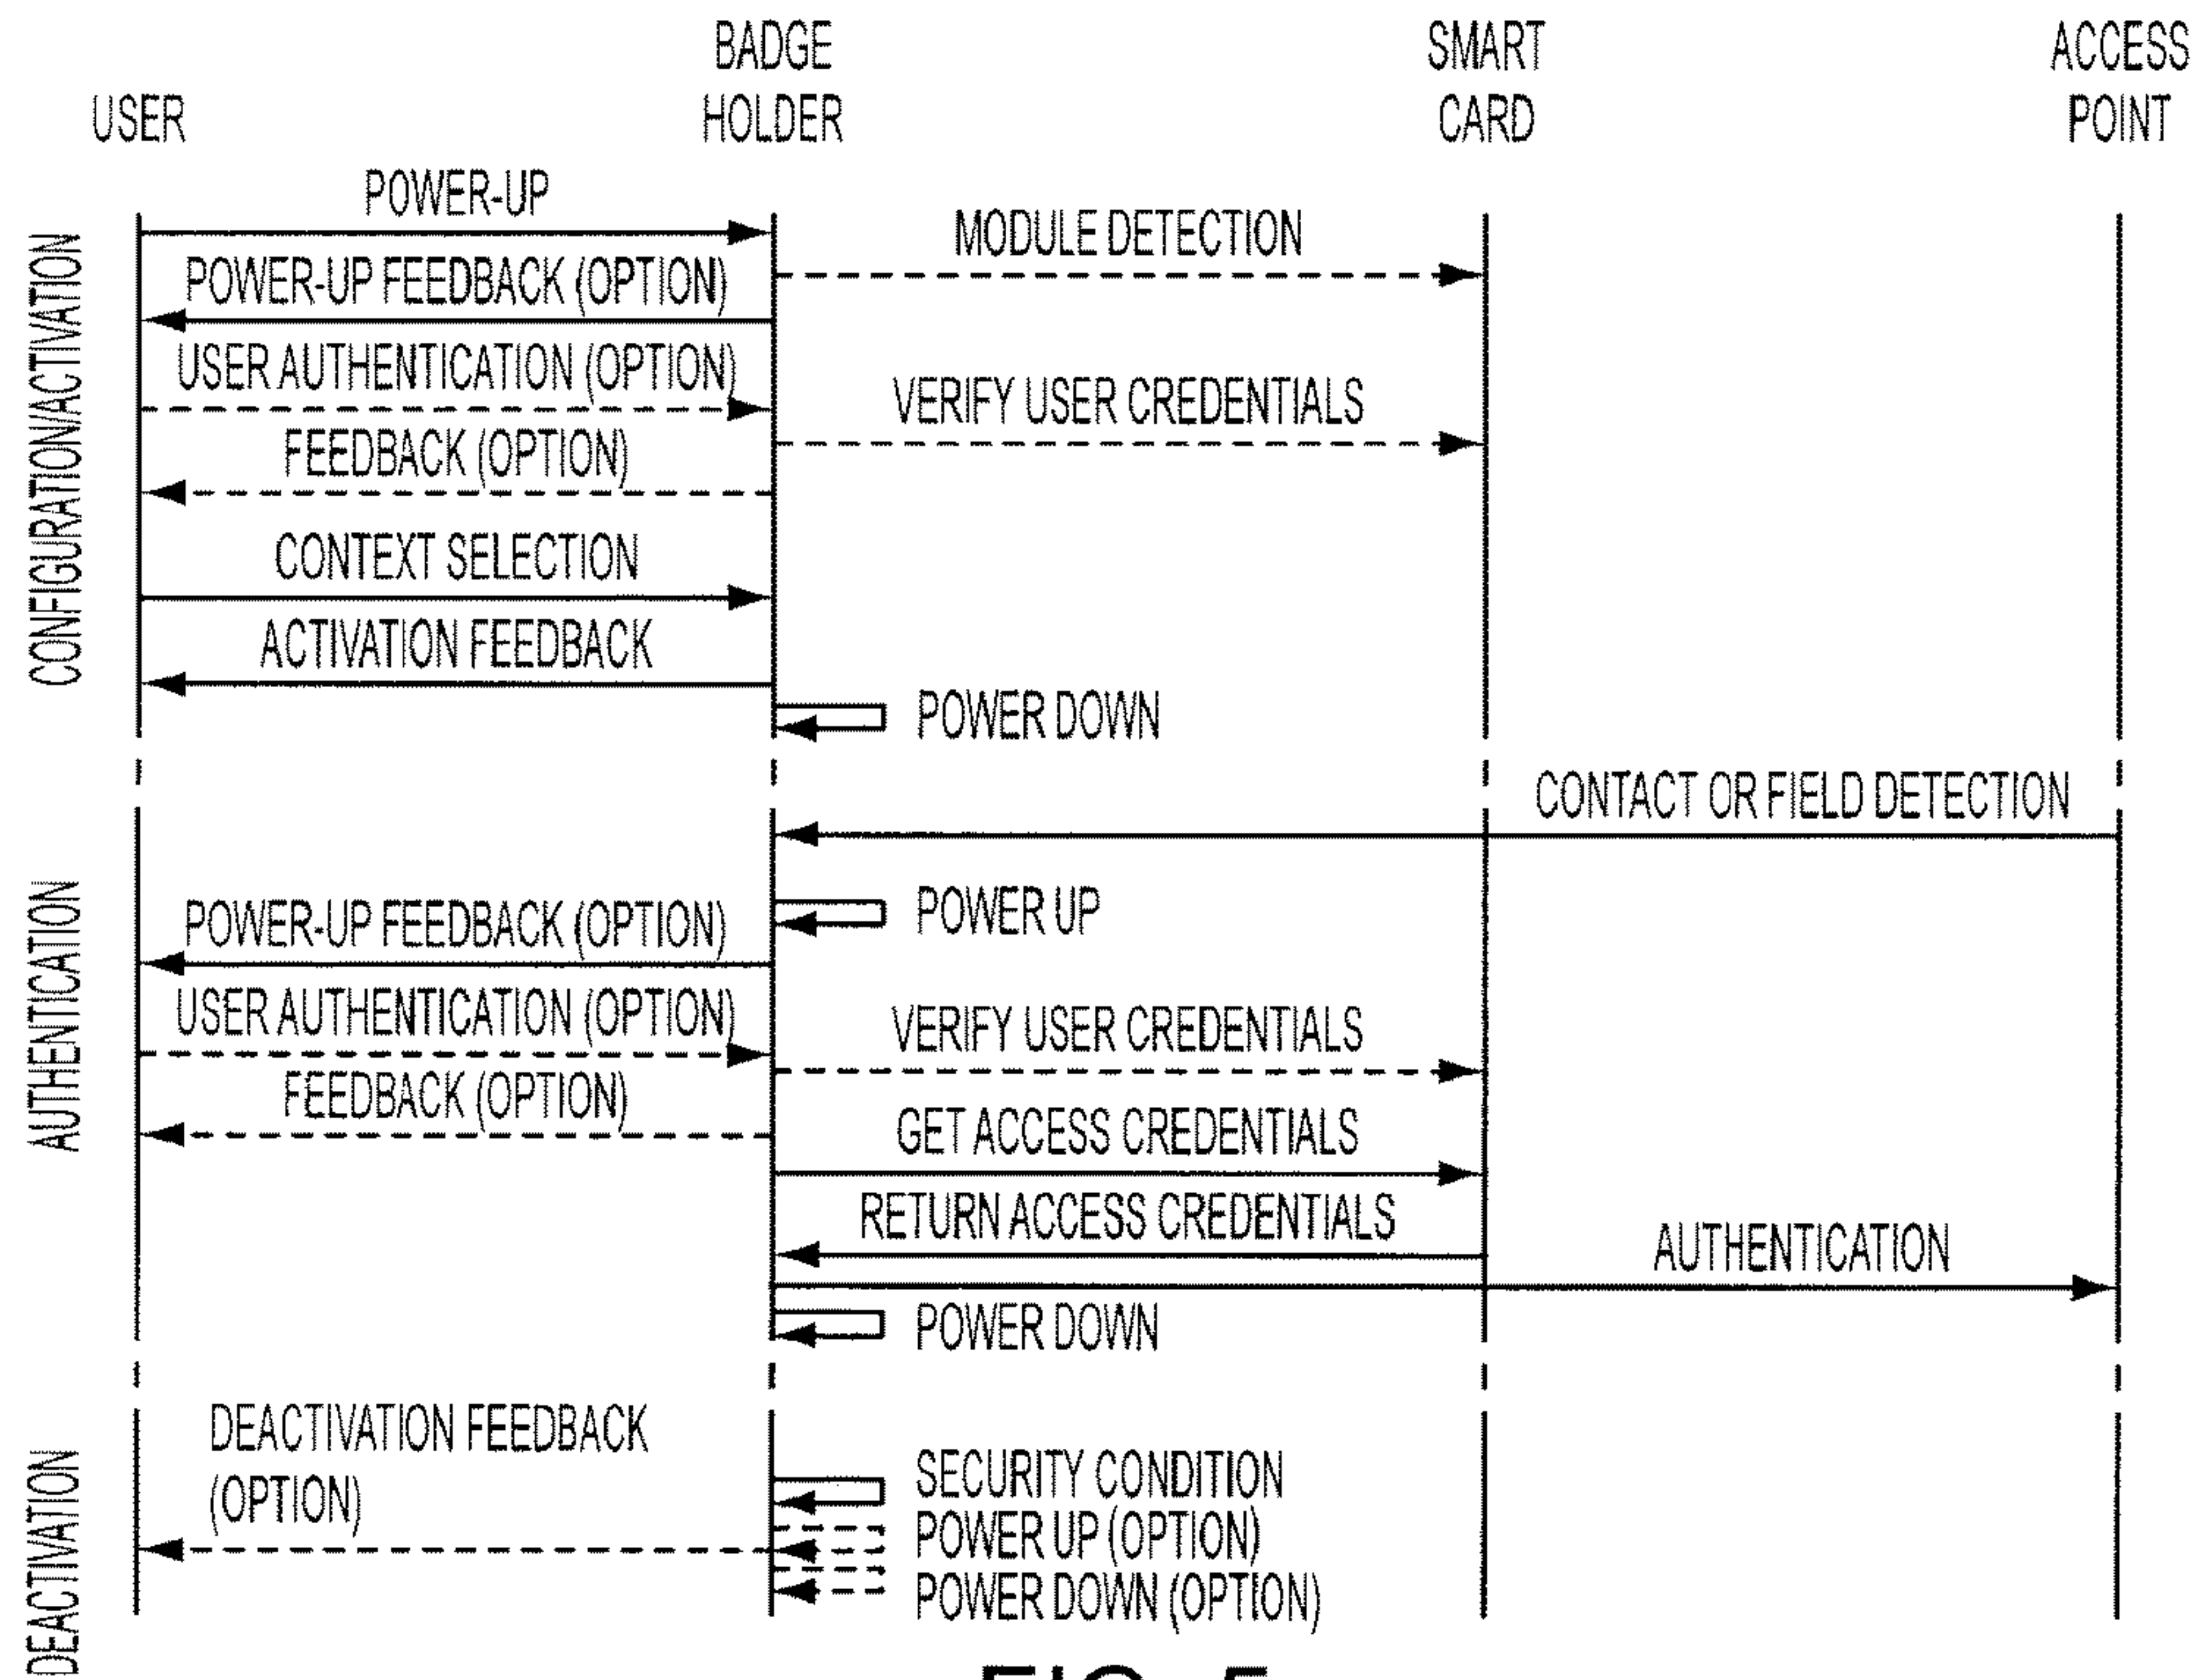 USER
BADGE
HOLDER
SMART
CARD
ACCESS
POINT
CONFIGURATION/ACTIVATION
POWER-UP
MODULE DETECTION
POWER-UP FEEDBACK (OPTION)
USER AUTHENTICATION (OPTION)
VERIFY USER CREDENTIALS
FEEDBACK (OPTION)
CONTEXT SELECTION
ACTIVATION FEEDBACK
POWER DOWN
CONTACT OR FIELD DETECTION
AUTHENTICATION
POWER UP
POWER-UP FEEDBACK (OPTION)
USER AUTHENTICATION (OPTION)
VERIFY USER CREDENTIALS
FEEDBACK (OPTION)
GET ACCESS CREDENTIALS
RETURN ACCESS CREDENTIALS
AUTHENTICATION
POWER DOWN
DEACTIVATION
DEACTIVATION FEEDBACK
(OPTION)
SECURITY CONDITION
POWER UP (OPTION)
POWER DOWN (OPTION)